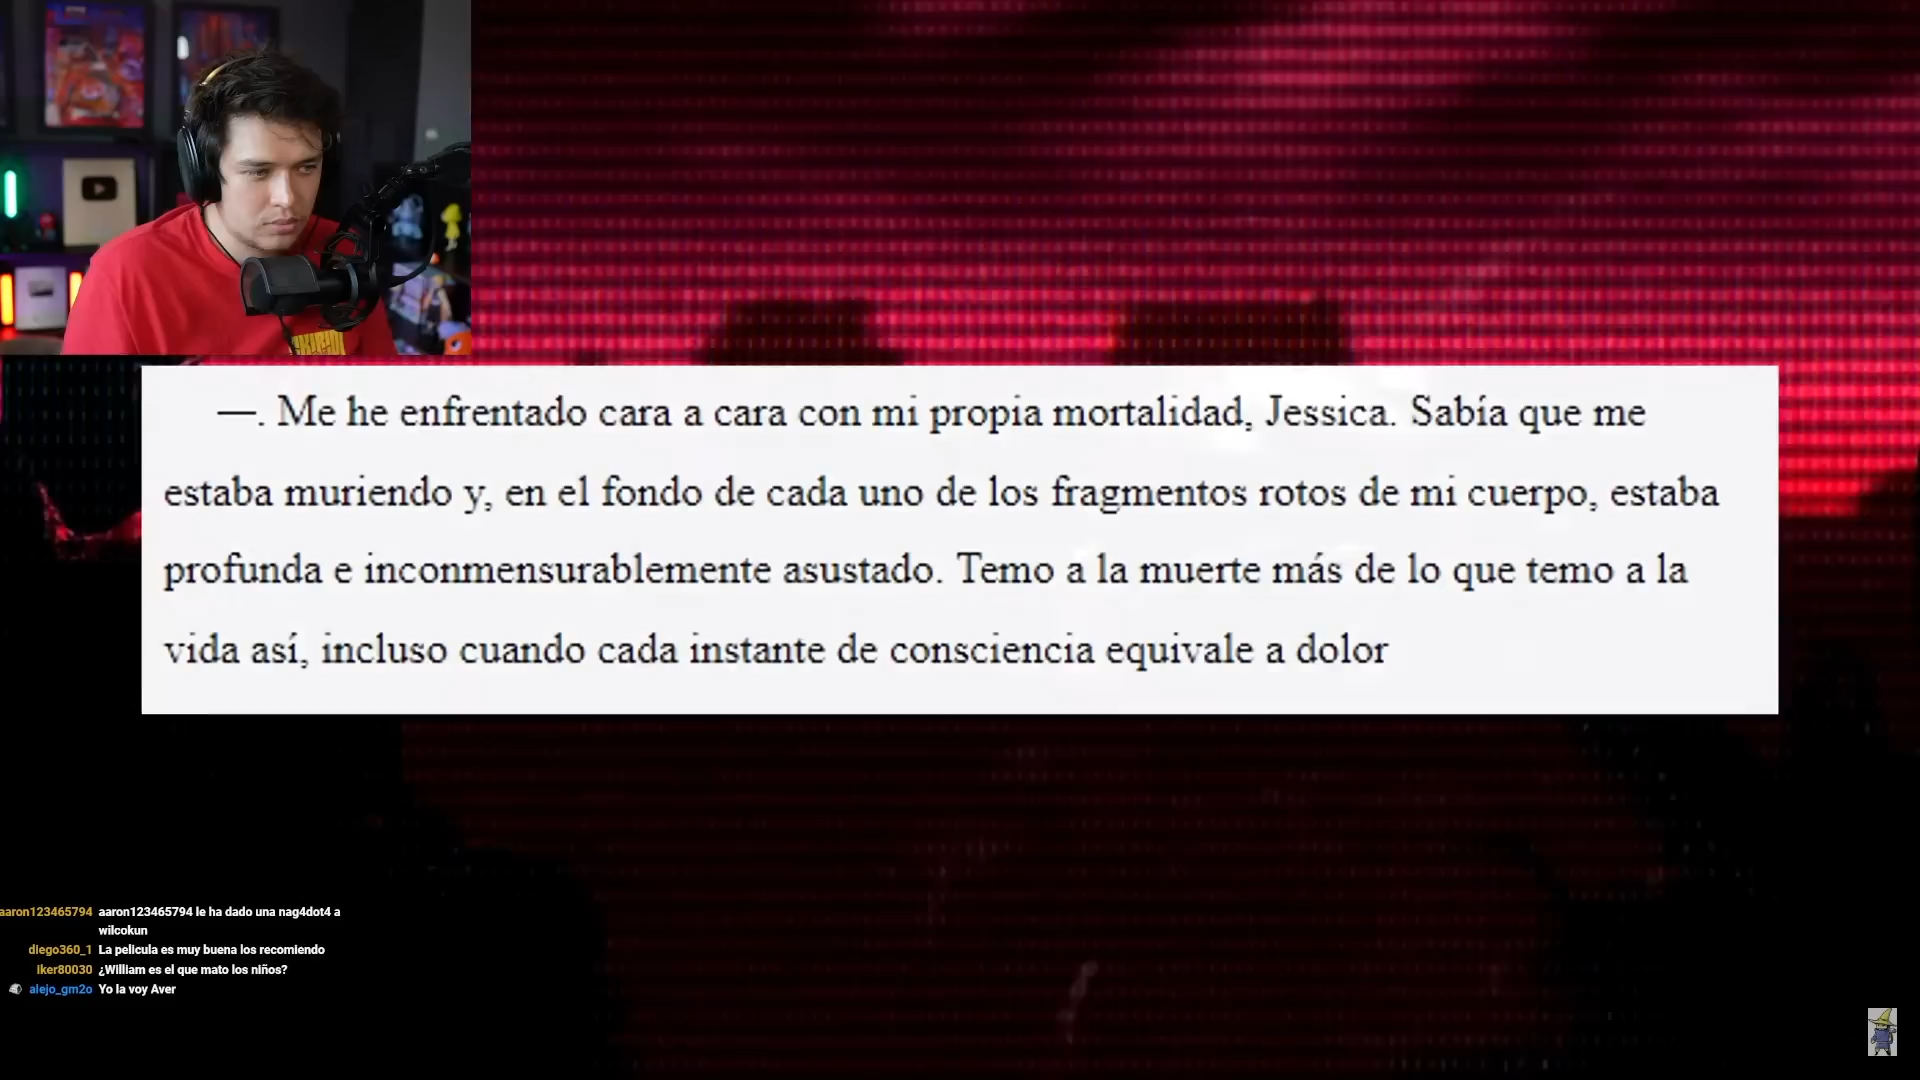 —. Me he enfrentado cara a cara con mi propia mortalidad, Jessica. Sabía que me
estaba muriendo y, en el fondo de cada uno de los fragmentos rotos de mi cuerpo, estaba
profunda e inconmensurablemente asustado. Temo a la muerte más de lo que temo a la
vida así, incluso cuando cada instante de consciencia equivale a dolor
aaron123465794 aaron123465794 le ha dado una nag4dot4 a
wilcokun
diego360_1 La pelicula es muy buena los recomiendo
iker80030 ¿William es el que mato los niños?
alejo_gm2o Yo la voy Aver